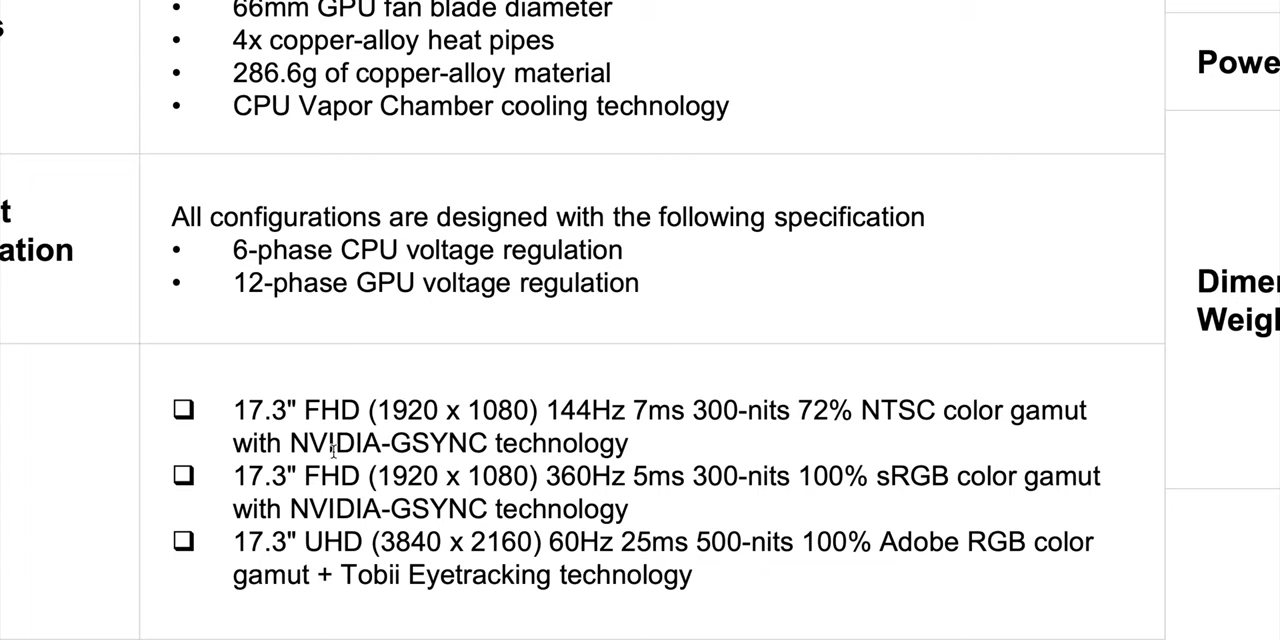 s
• 66mm GPU fan blade diameter
• 4x copper-alloy heat pipes
• 286.6g of copper-alloy material
• CPU Vapor Chamber cooling technology
t
ation
All configurations are designed with the following specification
• 6-phase CPU voltage regulation
• 12-phase GPU voltage regulation
❑ 17.3" FHD (1920 x 1080) 144Hz 7ms 300-nits 72% NTSC color gamut
with NVIDIA-GSYNC technology
❑ 17.3" FHD (1920 x 1080) 360Hz 5ms 300-nits 100% sRGB color gamut
with NVIDIA-GSYNC technology
❑ 17.3" UHD (3840 x 2160) 60Hz 25ms 500-nits 100% Adobe RGB color
gamut + Tobii Eyetracking technology
Powe
Dime
Weig